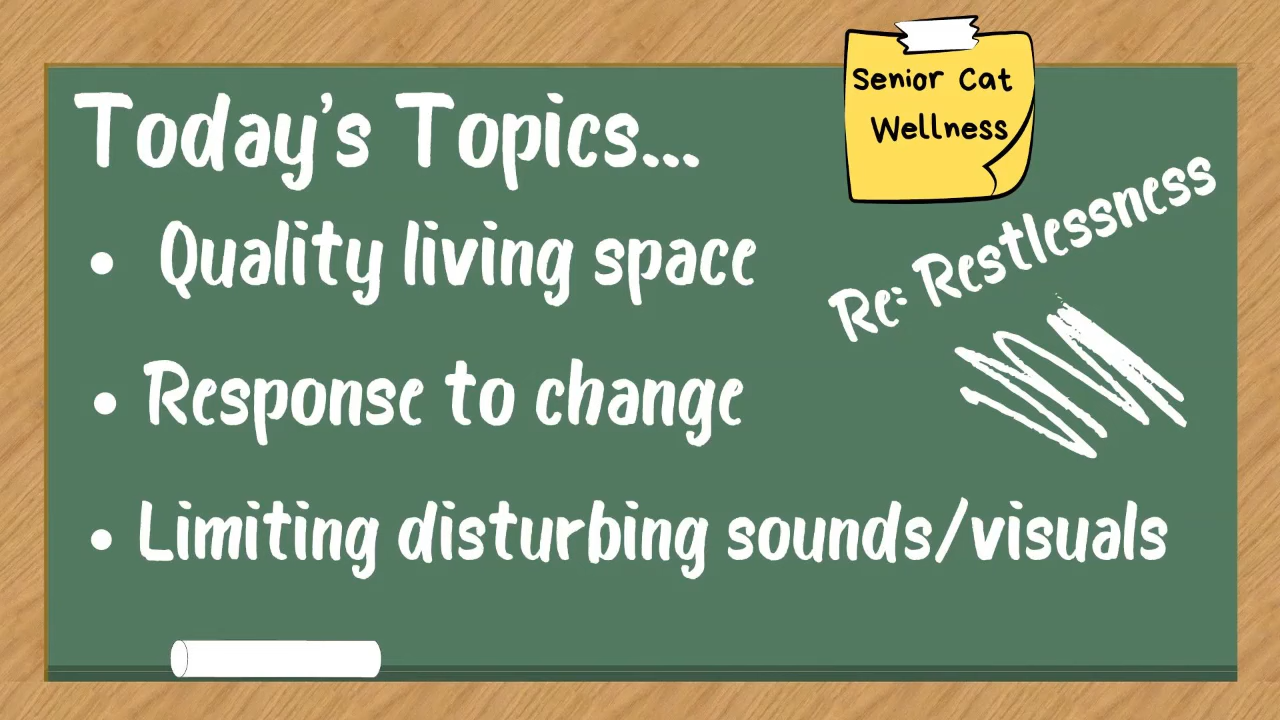 Senior Cat
Wellness
Today's Topics...
Re: Restlessness
• Quality living space
• Response to change
• Limiting disturbing sounds/visuals